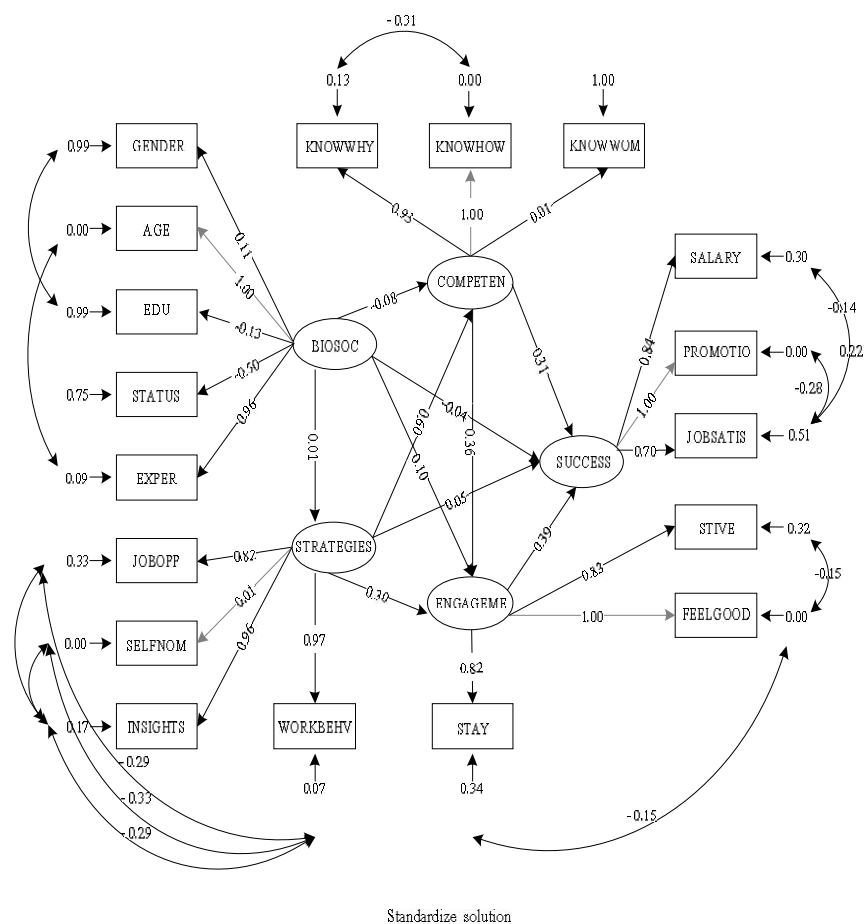 -0.31
0.13
0.00
1.00
KNOWWHY
KNOWHOW
KNOWWOM
0.99
GENDER
0.93
1.00
0.01
0.00
AGE
0.11
1.00
COMPETEN
SALARY
0.30
0.99
EDU
-0.08
-0.13
BIOSOC
-0.14
0.75
STATUS
-0.50
0.31
0.84
PROMOTIO
0.00
0.22
-0.28
0.96
-0.04
1.00
0.90
0.36
0.01
0.10
0.70
JOBSATIS
0.51
0.09
EXPER
SUCCESS
0.05
STIVE
0.32
0.33
JOBOPP
0.82
STRATEGIES
0.39
0.83
-0.15
0.01
0.30
ENGAGEME
1.00
FEELGOOD
0.00
0.00
SELFNOM
0.96
0.97
0.82
0.17
INSIGHTS
WORKBEHV
STAY
-0.29
0.07
0.34
-0.33
-0.29
-0.15
Standardize solution